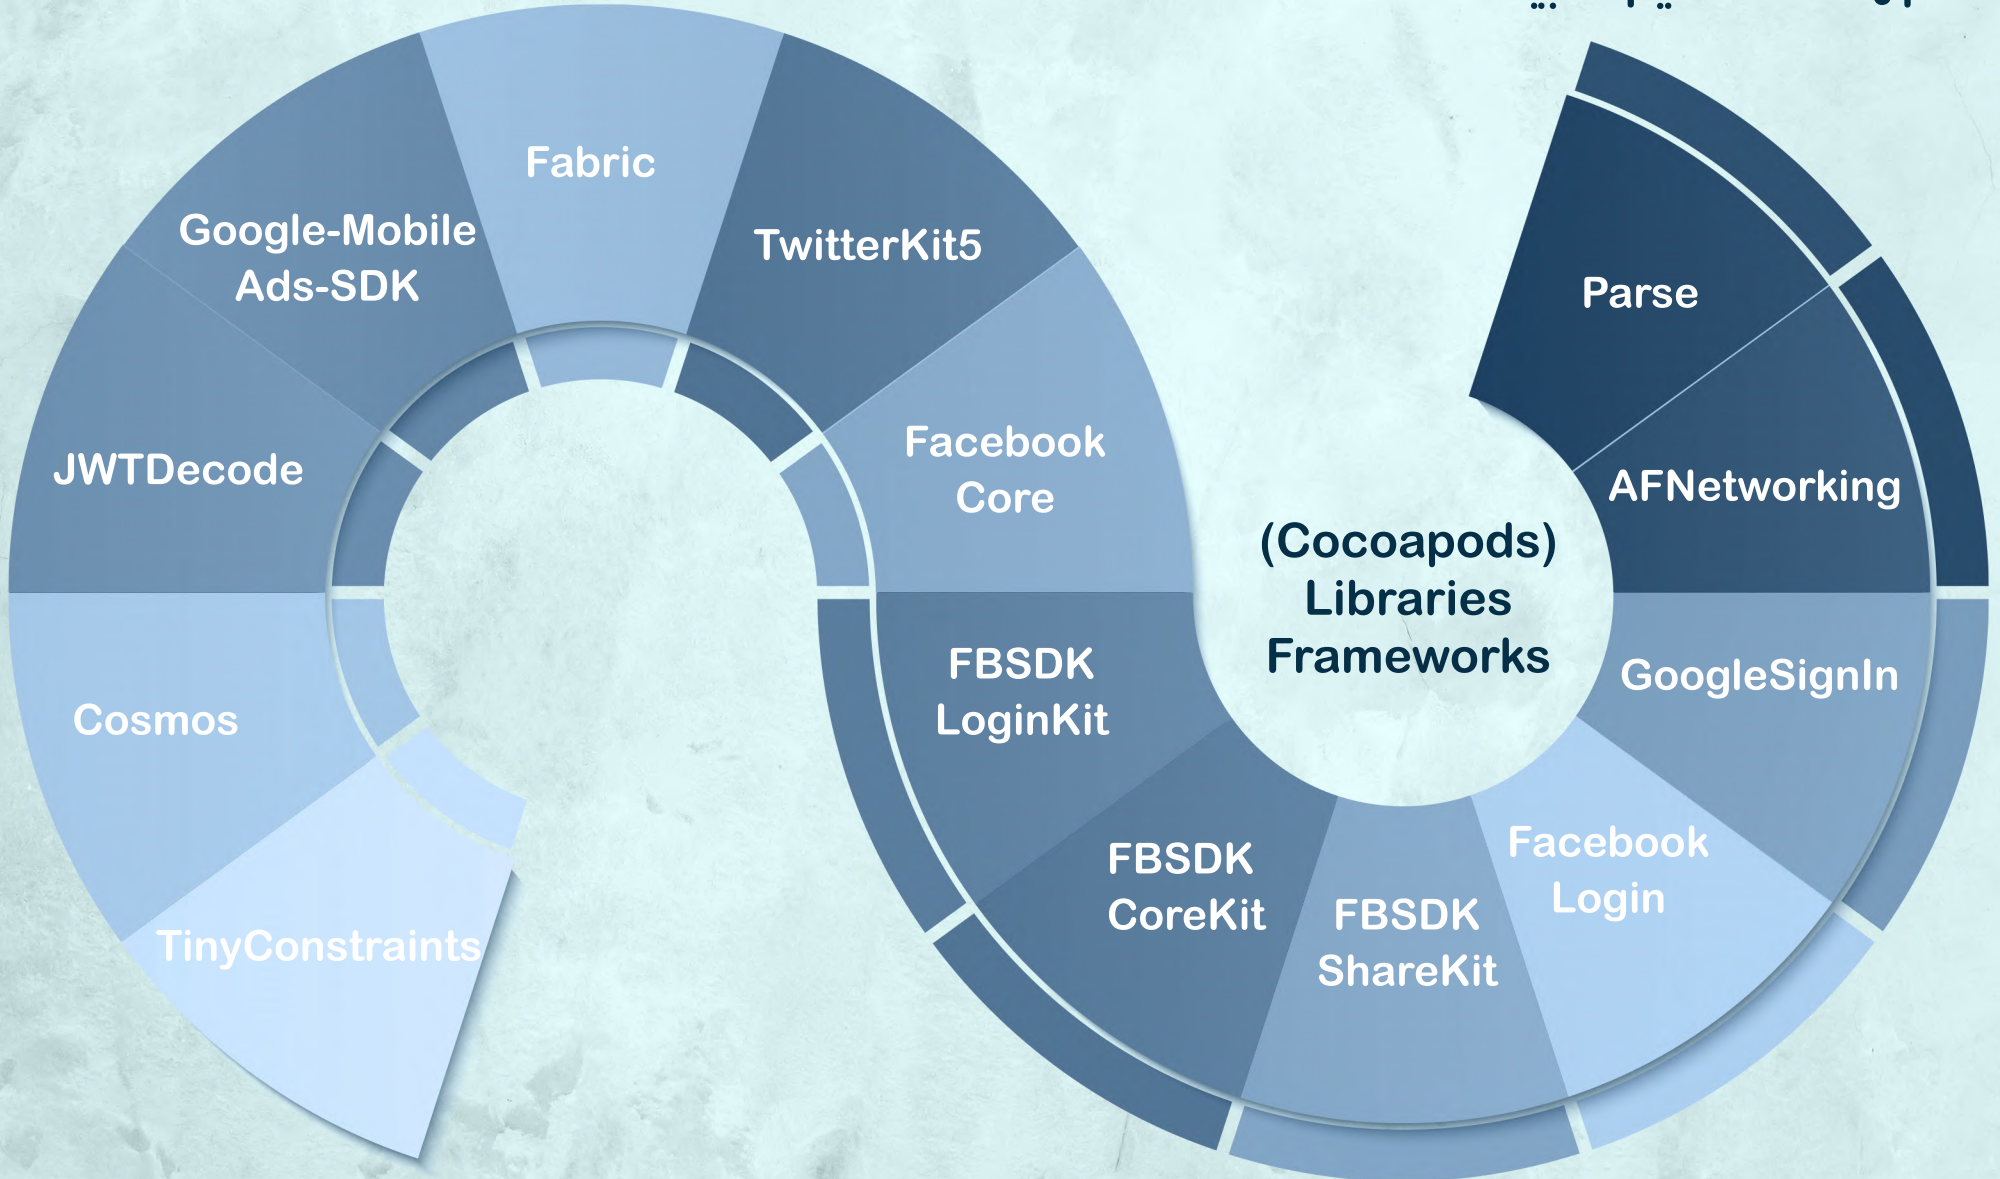 Parse
AFNetworking
GoogleSignIn
Facebook
Login
FBSDK
ShareKit
FBSDK
CoreKit
FBSDK
LoginKit
Facebook
Core
TwitterKit5
Fabric
Google-Mobile
Ads-SDK
JWTDecode
Cosmos
TinyConstraints
(Cocoapods)
Libraries
Frameworks